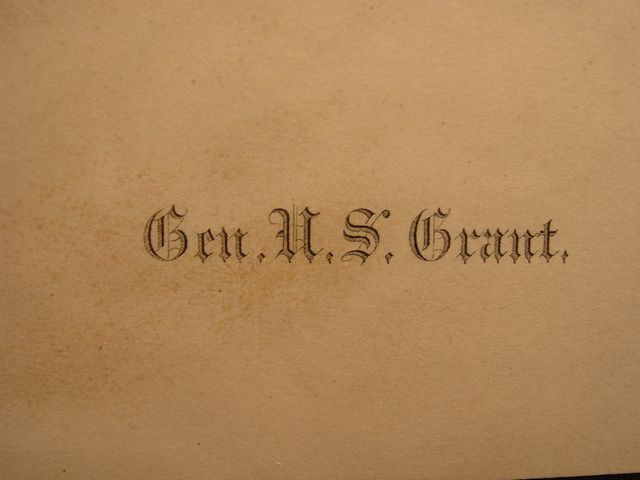 Gen. U. S. Grant.